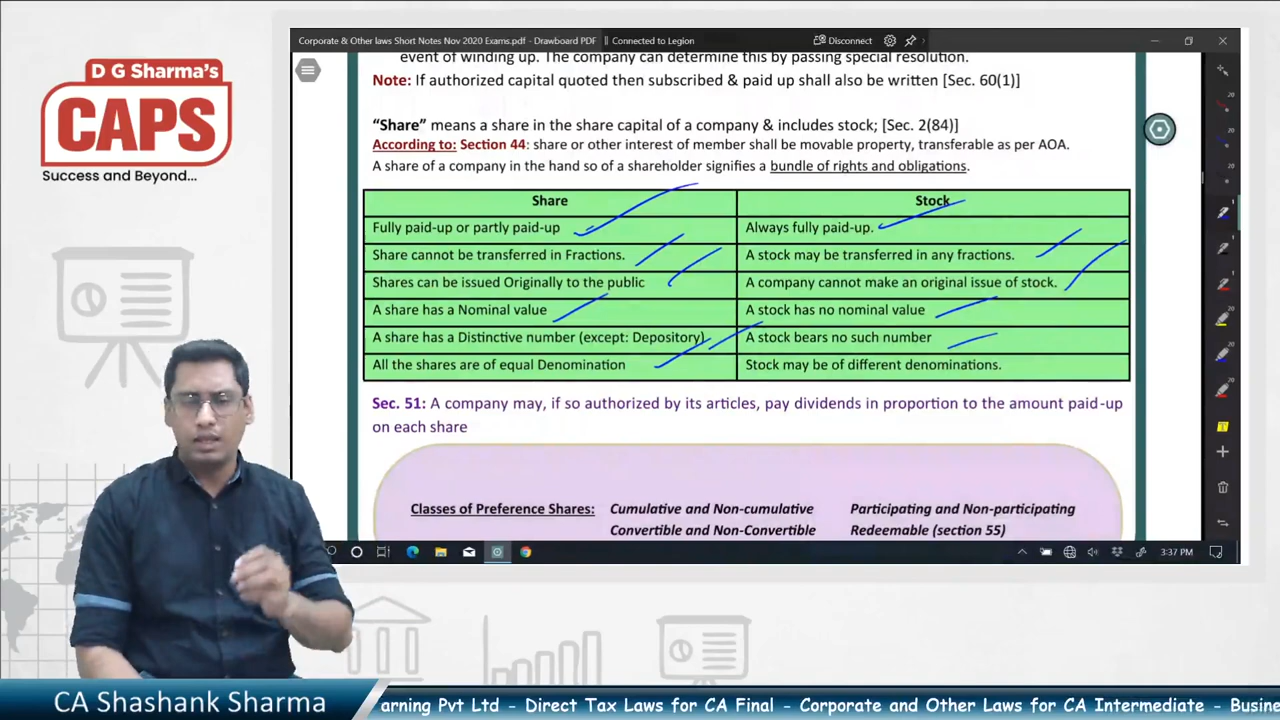 D G Sharma's
CAPS
Success and Beyond...
Corporate & Other laws Short Notes Nov 2020 Exams.pdf - Drawboard PDF || Connected to Legion
Disconnect
event of winding up. The company can determine this by passing special resolution.
Note: If authorized capital quoted then subscribed & paid up shall also be written [Sec. 60(1)]
“Share” means a share in the share capital of a company & includes stock; [Sec. 2(84)]
According to: Section 44: share or other interest of member shall be movable property, transferable as per AOA.
A share of a company in the hand so of a shareholder signifies a bundle of rights and obligations.
Share Stock
Fully paid-up or partly paid-up Always fully paid-up.
Share cannot be transferred in Fractions. A stock may be transferred in any fractions.
Shares can be issued Originally to the public A company cannot make an original issue of stock.
A share has a Nominal value A stock has no nominal value
A share has a Distinctive number (except: Depository) A stock bears no such number
All the shares are of equal Denomination Stock may be of different denominations.
Sec. 51: A company may, if so authorized by its articles, pay dividends in proportion to the amount paid-up
on each share
Classes of Preference Shares: Cumulative and Non-cumulative Participating and Non-participating
Convertible and Non-Convertible Redeemable (section 55)
3:37 PM
CA Shashank Sharma
arning Pvt Ltd - Direct Tax Laws for CA Final - Corporate and Other Laws for CA Intermediate - Busine